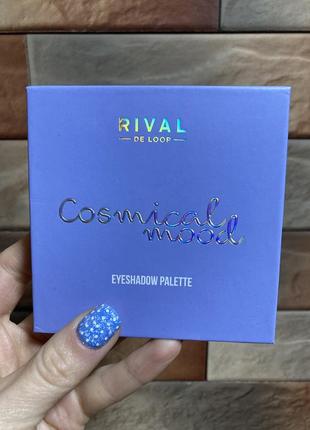 RIVAL
DE LOOP
Cosmical
mood
EYESHADOW PALETTE